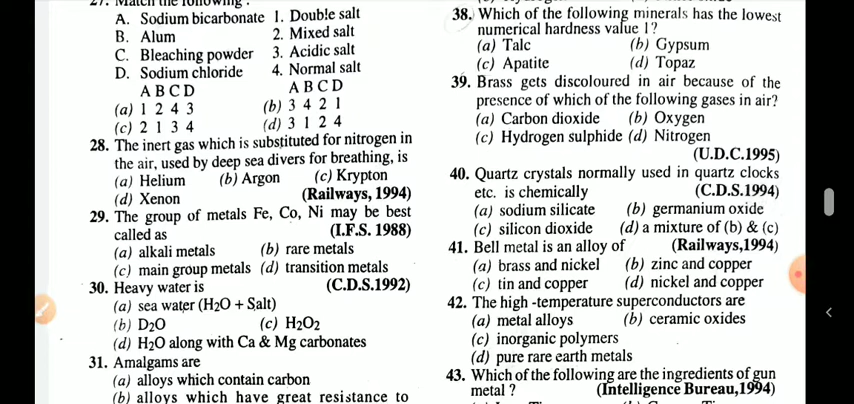 27. Match the following :
A. Sodium bicarbonate 1. Double salt
B. Alum 2. Mixed salt
C. Bleaching powder 3. Acidic salt
D. Sodium chloride 4. Normal salt
A B C D A B C D
(a) 1 2 4 3 (b) 3 4 2 1
(c) 2 1 3 4 (d) 3 1 2 4
28. The inert gas which is substituted for nitrogen in
the air, used by deep sea divers for breathing, is
(a) Helium (b) Argon (c) Krypton
(d) Xenon (Railways, 1994)
29. The group of metals Fe, Co, Ni may be best
called as (I.F.S. 1988)
(a) alkali metals (b) rare metals
(c) main group metals (d) transition metals
30. Heavy water is (C.D.S.1992)
(a) sea water (H2O + Salt)
(b) D2O (c) H2O2
(d) H2O along with Ca & Mg carbonates
31. Amalgams are
(a) alloys which contain carbon
(b) alloys which have great resistance to
38. Which of the following minerals has the lowest
numerical hardness value 1?
(a) Talc (b) Gypsum
(c) Apatite (d) Topaz
39. Brass gets discoloured in air because of the
presence of which of the following gases in air?
(a) Carbon dioxide (b) Oxygen
(c) Hydrogen sulphide (d) Nitrogen
(U.D.C.1995)
40. Quartz crystals normally used in quartz clocks
etc. is chemically (C.D.S.1994)
(a) sodium silicate (b) germanium oxide
(c) silicon dioxide (d) a mixture of (b) & (c)
41. Bell metal is an alloy of (Railways,1994)
(a) brass and nickel (b) zinc and copper
(c) tin and copper (d) nickel and copper
42. The high -temperature superconductors are
(a) metal alloys (b) ceramic oxides
(c) inorganic polymers
(d) pure rare earth metals
43. Which of the following are the ingredients of gun
metal ? (Intelligence Bureau,1994)